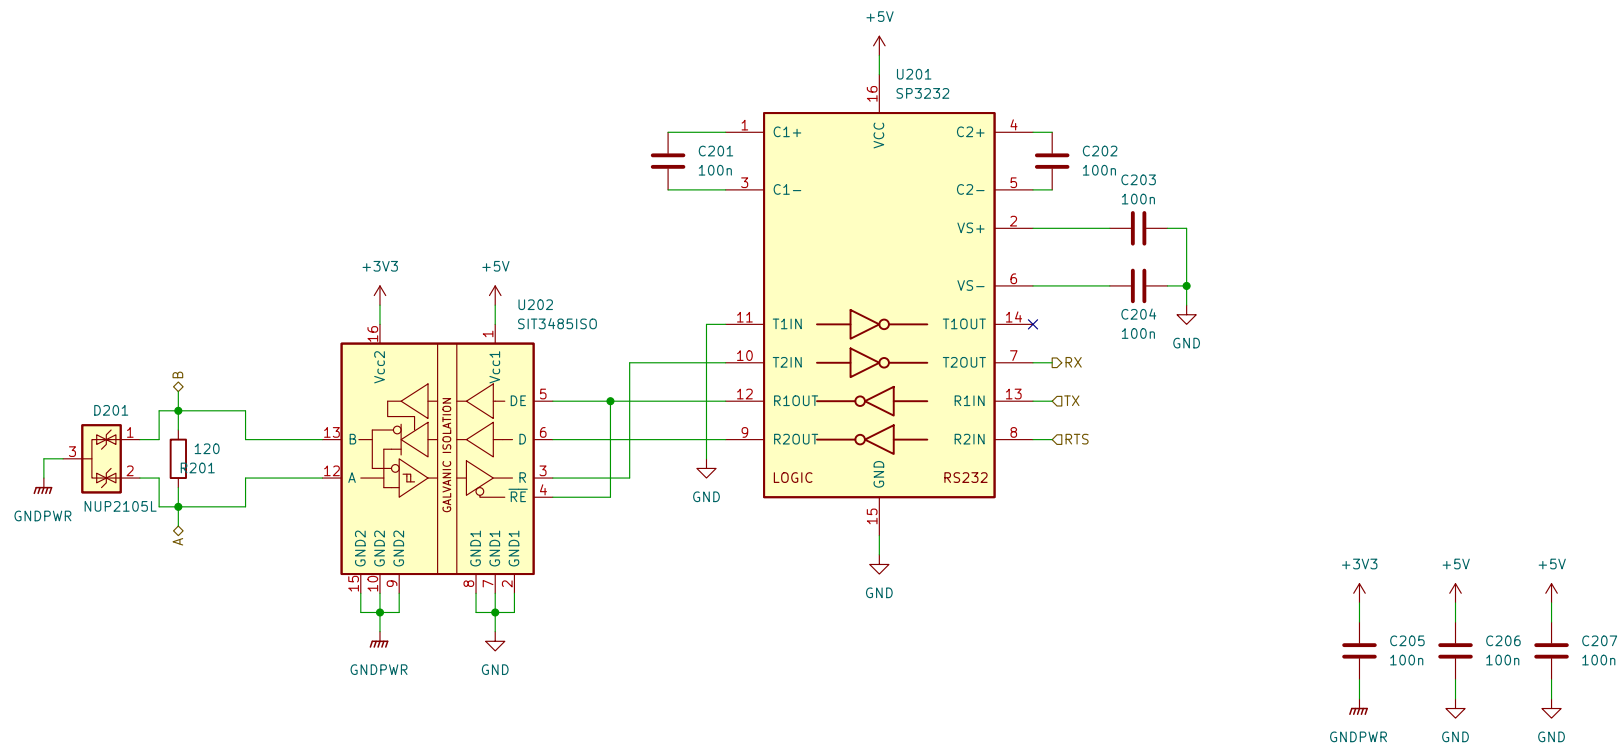 +5V
U201
SP3232
16
VCC
1
C1+
C2+
4
C201
100n
C202
100n
3
C1-
C2-
5
C203
100n
VS+
2
VS-
6
C204
100n
GND
11
T1IN
T1OUT
14
10
T2IN
T2OUT
7
RX
12
R1OUT
R1IN
13
TX
9
R2OUT
R2IN
8
RTS
LOGIC
GND
RS232
15
GND
GND
+3V3
+5V
U202
SIT3485ISO
16
1
Vcc2
Vcc1
DE
5
13
B
D
6
12
A
R
3
RE
4
GALVANIC ISOLATION
GND2
GND2
GND2
GND1
GND1
GND1
15
10
9
8
7
2
GNDPWR
GND
B
D201
1
3
2
120
R201
NUP2105L
GNDPWR
A
+3V3
+5V
+5V
C205
100n
C206
100n
C207
100n
GNDPWR
GND
GND